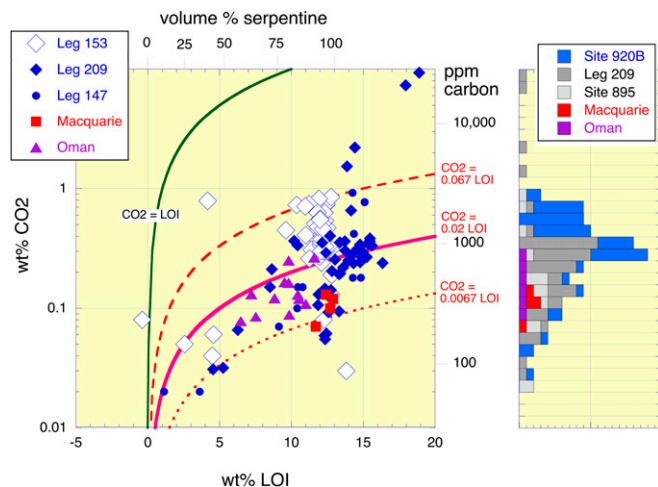 volume % serpentine
0 25 50 75 100
Leg 153
Leg 209
Leg 147
Macquarie
Oman
ppm
carbon
10,000
1000
100
Site 920B
Leg 209
Site 895
Macquarie
Oman
CO2 = LOI
CO2 =
0.067 LOI
CO2 =
0.02 LOI
CO2 =
0.0067 LOI
wt% CO2
1
0.1
0.01
-5 0 5 10 15 20
wt% LOI